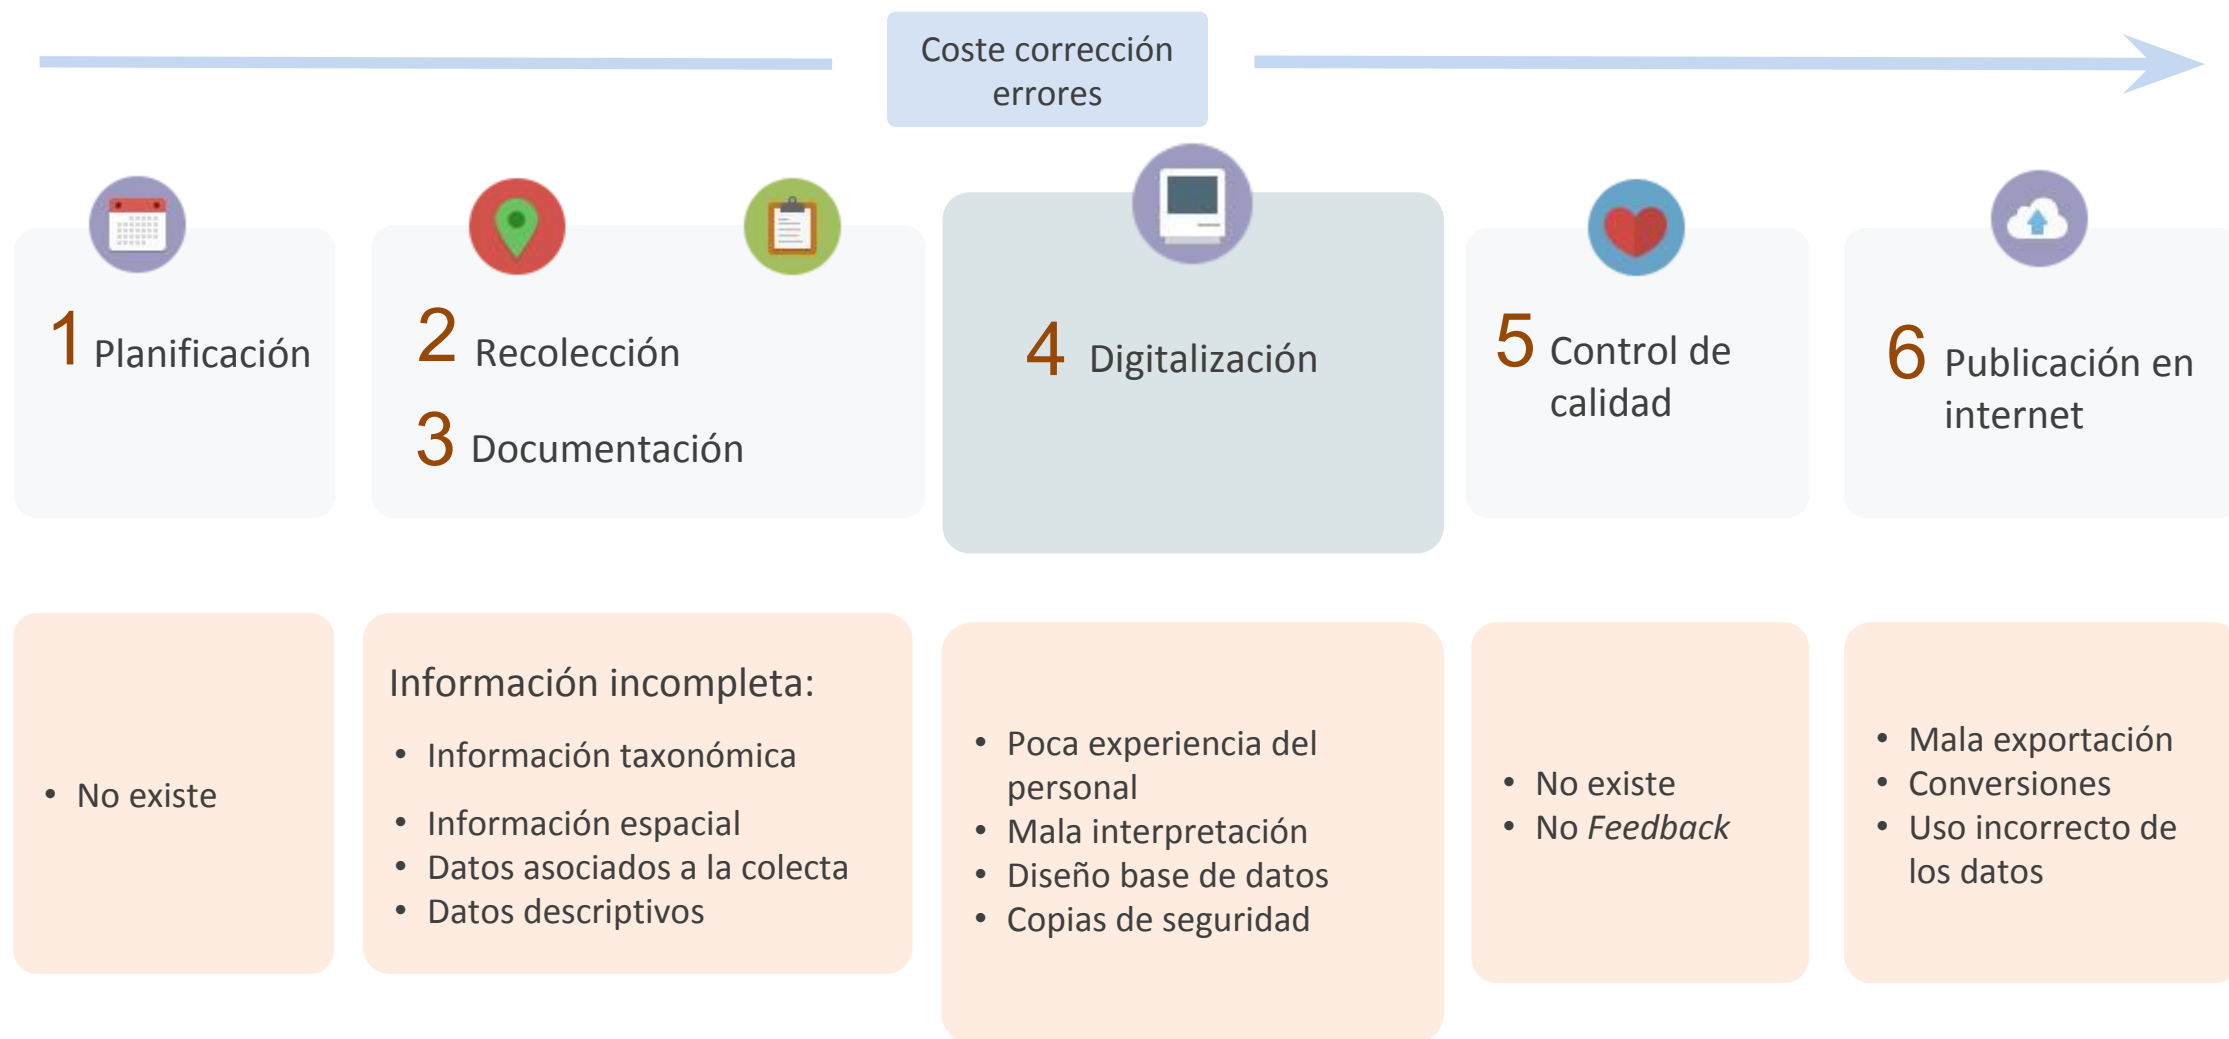 Coste corrección
errores
1 Planificación
2 Recolección
3 Documentación
4 Digitalización
5 Control de
calidad
6 Publicación en
internet
• No existe
Información incompleta:
• Información taxonómica
• Información espacial
• Datos asociados a la colecta
• Datos descriptivos
• Poca experiencia del
personal
• Mala interpretación
• Diseño base de datos
• Copias de seguridad
• No existe
• No Feedback
• Mala exportación
• Conversiones
• Uso incorrecto de
los datos